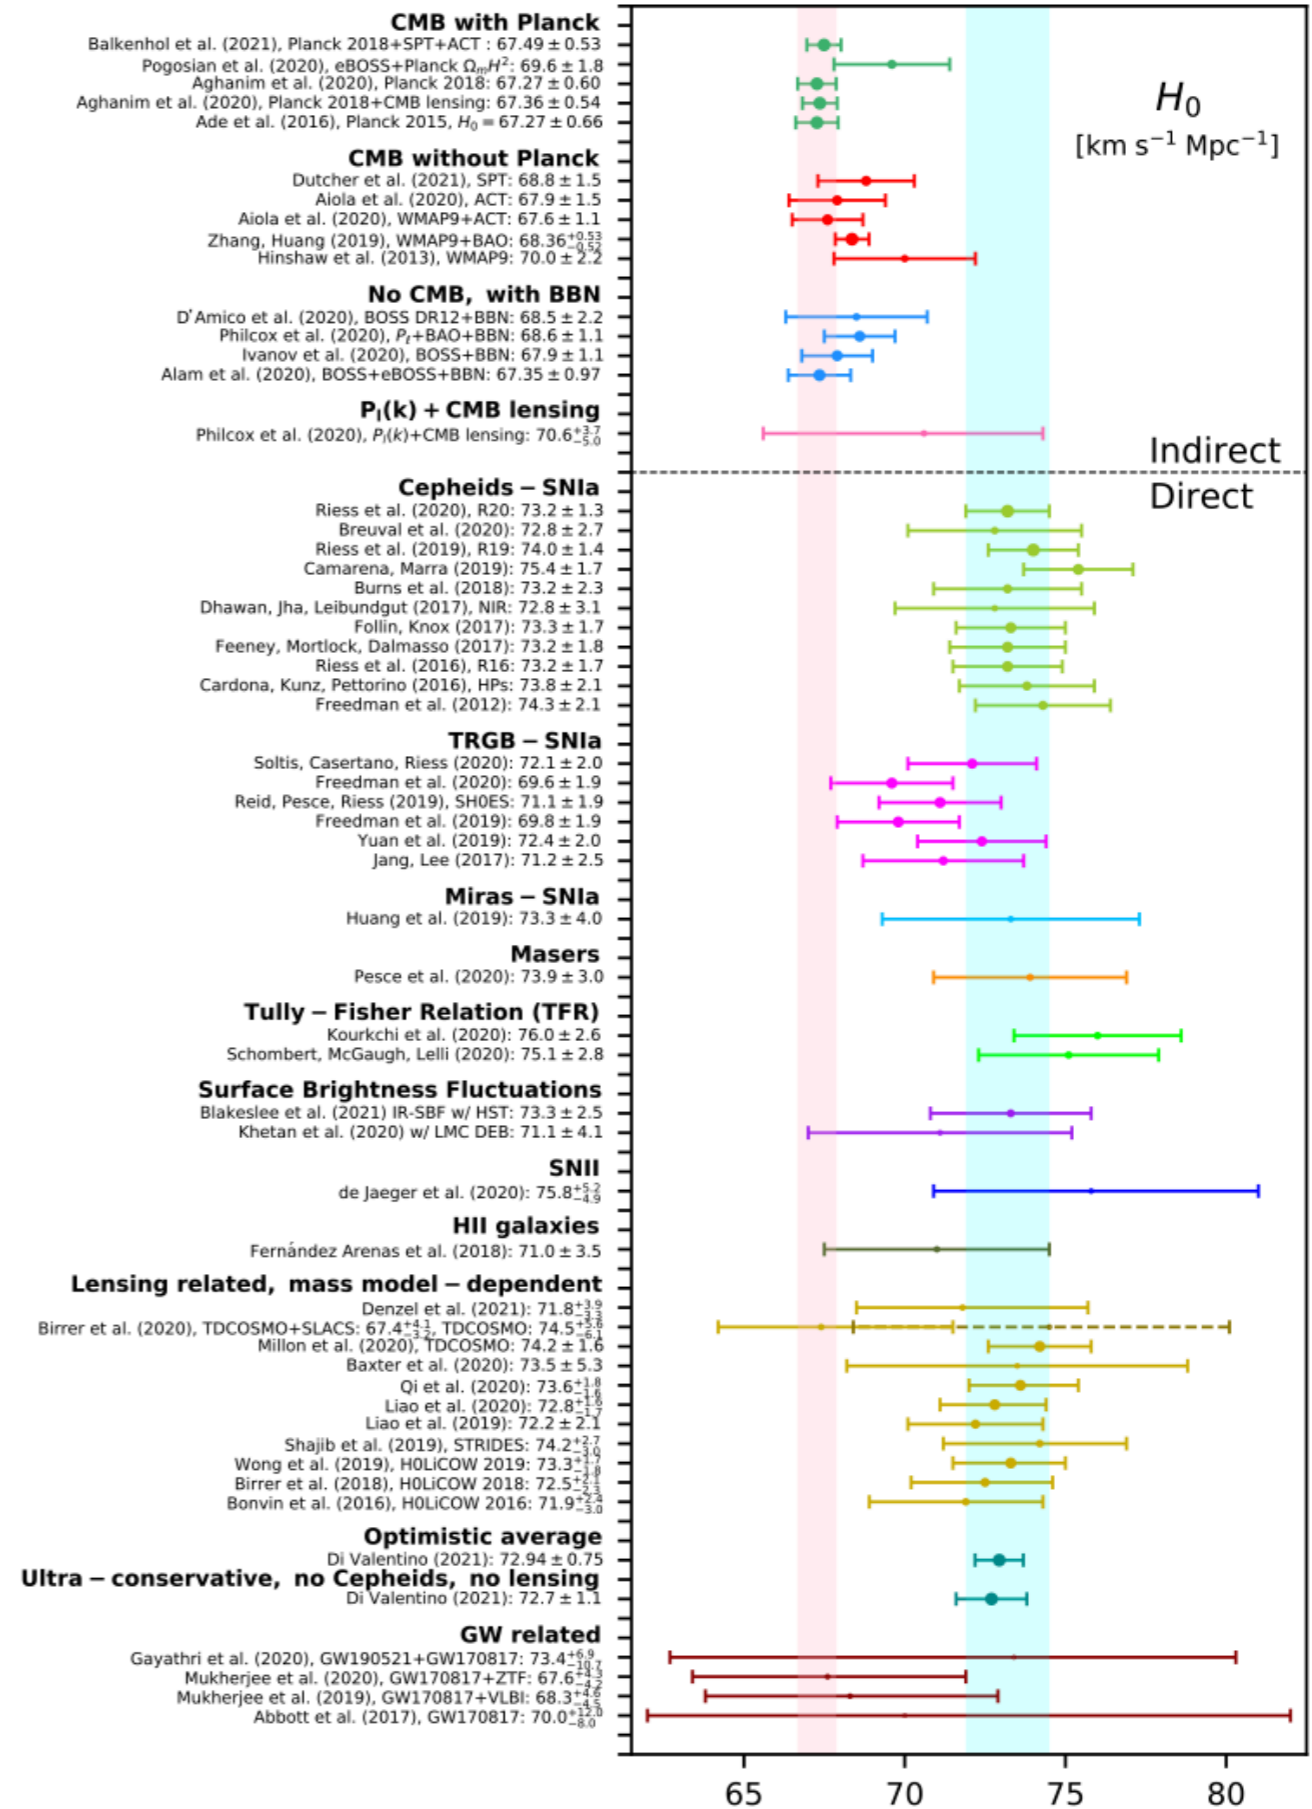 CMB with Planck
Balkenhol et al. (2021), Planck 2018+SPT+ACT : 67.49 ± 0.53
Pogosian et al. (2020), eBOSS+Planck Ω_mH²: 69.6 ± 1.8
Aghanim et al. (2020), Planck 2018: 67.27 ± 0.60
Aghanim et al. (2020), Planck 2018+CMB lensing: 67.36 ± 0.54
Ade et al. (2016), Planck 2015, H₀ = 67.27 ± 0.66
H₀
[km s⁻¹ Mpc⁻¹]
CMB without Planck
Dutcher et al. (2021), SPT: 68.8 ± 1.5
Aiola et al. (2020), ACT: 67.9 ± 1.5
Aiola et al. (2020), WMAP9+ACT: 67.6 ± 1.1
Zhang, Huang (2019), WMAP9+BAO: 68.36 +0.53 −0.52
Hinshaw et al. (2013), WMAP9: 70.0 ± 2.2
No CMB, with BBN
D'Amico et al. (2020), BOSS DR12+BBN: 68.5 ± 2.2
Philcox et al. (2020), P_ℓ+BAO+BBN: 68.6 ± 1.1
Ivanov et al. (2020), BOSS+BBN: 67.9 ± 1.1
Alam et al. (2020), BOSS+eBOSS+BBN: 67.35 ± 0.97
P_l(k) + CMB lensing
Philcox et al. (2020), P_l(k)+CMB lensing: 70.6 +3.7 −5.0
Indirect
Direct
Cepheids − SNIa
Riess et al. (2020), R20: 73.2 ± 1.3
Breuval et al. (2020): 72.8 ± 2.7
Riess et al. (2019), R19: 74.0 ± 1.4
Camarena, Marra (2019): 75.4 ± 1.7
Burns et al. (2018): 73.2 ± 2.3
Dhawan, Jha, Leibundgut (2017), NIR: 72.8 ± 3.1
Follin, Knox (2017): 73.3 ± 1.7
Feeney, Mortlock, Dalmasso (2017): 73.2 ± 1.8
Riess et al. (2016), R16: 73.2 ± 1.7
Cardona, Kunz, Pettorino (2016), HPs: 73.8 ± 2.1
Freedman et al. (2012): 74.3 ± 2.1
TRGB − SNIa
Soltis, Casertano, Riess (2020): 72.1 ± 2.0
Freedman et al. (2020): 69.6 ± 1.9
Reid, Pesce, Riess (2019), SH0ES: 71.1 ± 1.9
Freedman et al. (2019): 69.8 ± 1.9
Yuan et al. (2019): 72.4 ± 2.0
Jang, Lee (2017): 71.2 ± 2.5
Miras − SNIa
Huang et al. (2019): 73.3 ± 4.0
Masers
Pesce et al. (2020): 73.9 ± 3.0
Tully − Fisher Relation (TFR)
Kourkchi et al. (2020): 76.0 ± 2.6
Schombert, McGaugh, Lelli (2020): 75.1 ± 2.8
Surface Brightness Fluctuations
Blakeslee et al. (2021) IR-SBF w/ HST: 73.3 ± 2.5
Khetan et al. (2020) w/ LMC DEB: 71.1 ± 4.1
SNII
de Jaeger et al. (2020): 75.8 +5.2 −4.9
HII galaxies
Fernández Arenas et al. (2018): 71.0 ± 3.5
Lensing related, mass model − dependent
Denzel et al. (2021): 71.8 +3.9 −3.3
Birrer et al. (2020), TDCOSMO+SLACS: 67.4 +4.1 −3.2, TDCOSMO: 74.5 +5.6 −6.1
Millon et al. (2020), TDCOSMO: 74.2 ± 1.6
Baxter et al. (2020): 73.5 ± 5.3
Qi et al. (2020): 73.6 +1.8 −1.6
Liao et al. (2020): 72.8 +1.6 −1.7
Liao et al. (2019): 72.2 ± 2.1
Shajib et al. (2019), STRIDES: 74.2 +2.7 −3.0
Wong et al. (2019), H0LiCOW 2019: 73.3 +1.7 −1.8
Birrer et al. (2018), H0LiCOW 2018: 72.5 +2.1 −2.3
Bonvin et al. (2016), H0LiCOW 2016: 71.9 +2.4 −3.0
Optimistic average
Di Valentino (2021): 72.94 ± 0.75
Ultra − conservative, no Cepheids, no lensing
Di Valentino (2021): 72.7 ± 1.1
GW related
Gayathri et al. (2020), GW190521+GW170817: 73.4 +6.9 −10.7
Mukherjee et al. (2020), GW170817+ZTF: 67.6 +4.3 −4.2
Mukherjee et al. (2019), GW170817+VLBI: 68.3 +4.6 −4.5
Abbott et al. (2017), GW170817: 70.0 +12.0 −8.0
65 70 75 80